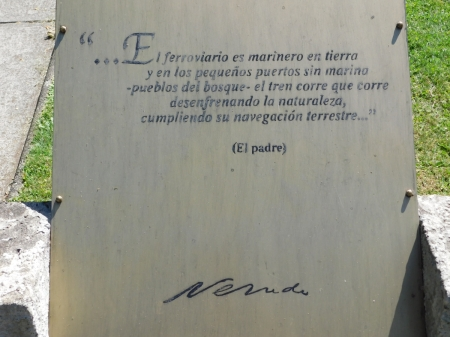 “...El ferroviario es marinero en tierra
y en los pequeños puertos sin marina
-pueblos del bosque- el tren corre que corre
desenfrenando la naturaleza,
cumpliendo su navegación terrestre...”
(El padre)
Neruda